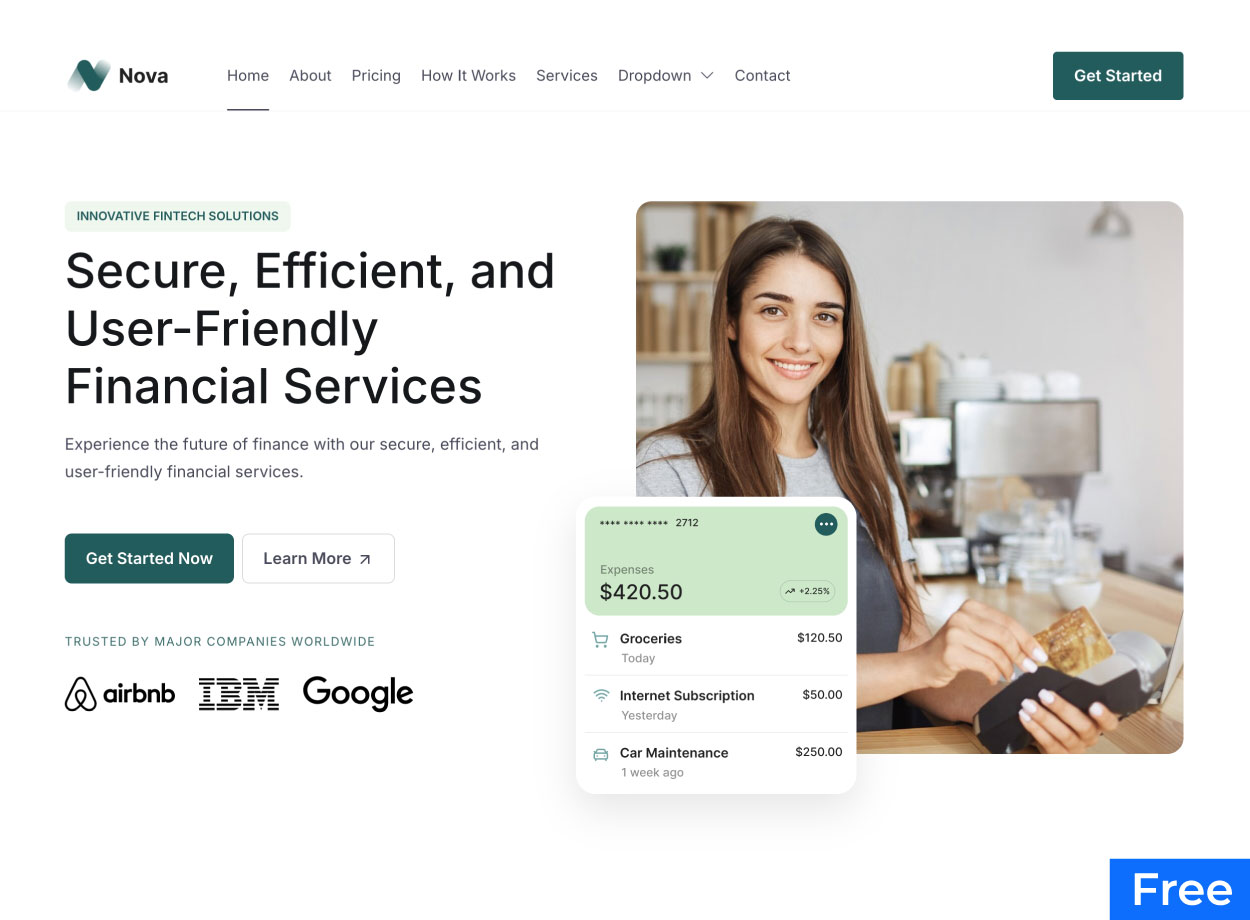 Nova
Home About Pricing How It Works Services Dropdown Contact
Get Started
INNOVATIVE FINTECH SOLUTIONS
Secure, Efficient, and
User-Friendly
Financial Services
Experience the future of finance with our secure, efficient, and
user-friendly financial services.
Get Started Now
Learn More
TRUSTED BY MAJOR COMPANIES WORLDWIDE
airbnb IBM Google
**** **** **** 2712
Expenses
$420.50
+2.25%
Groceries $120.50
Today
Internet Subscription $50.00
Yesterday
Car Maintenance $250.00
1 week ago
Free